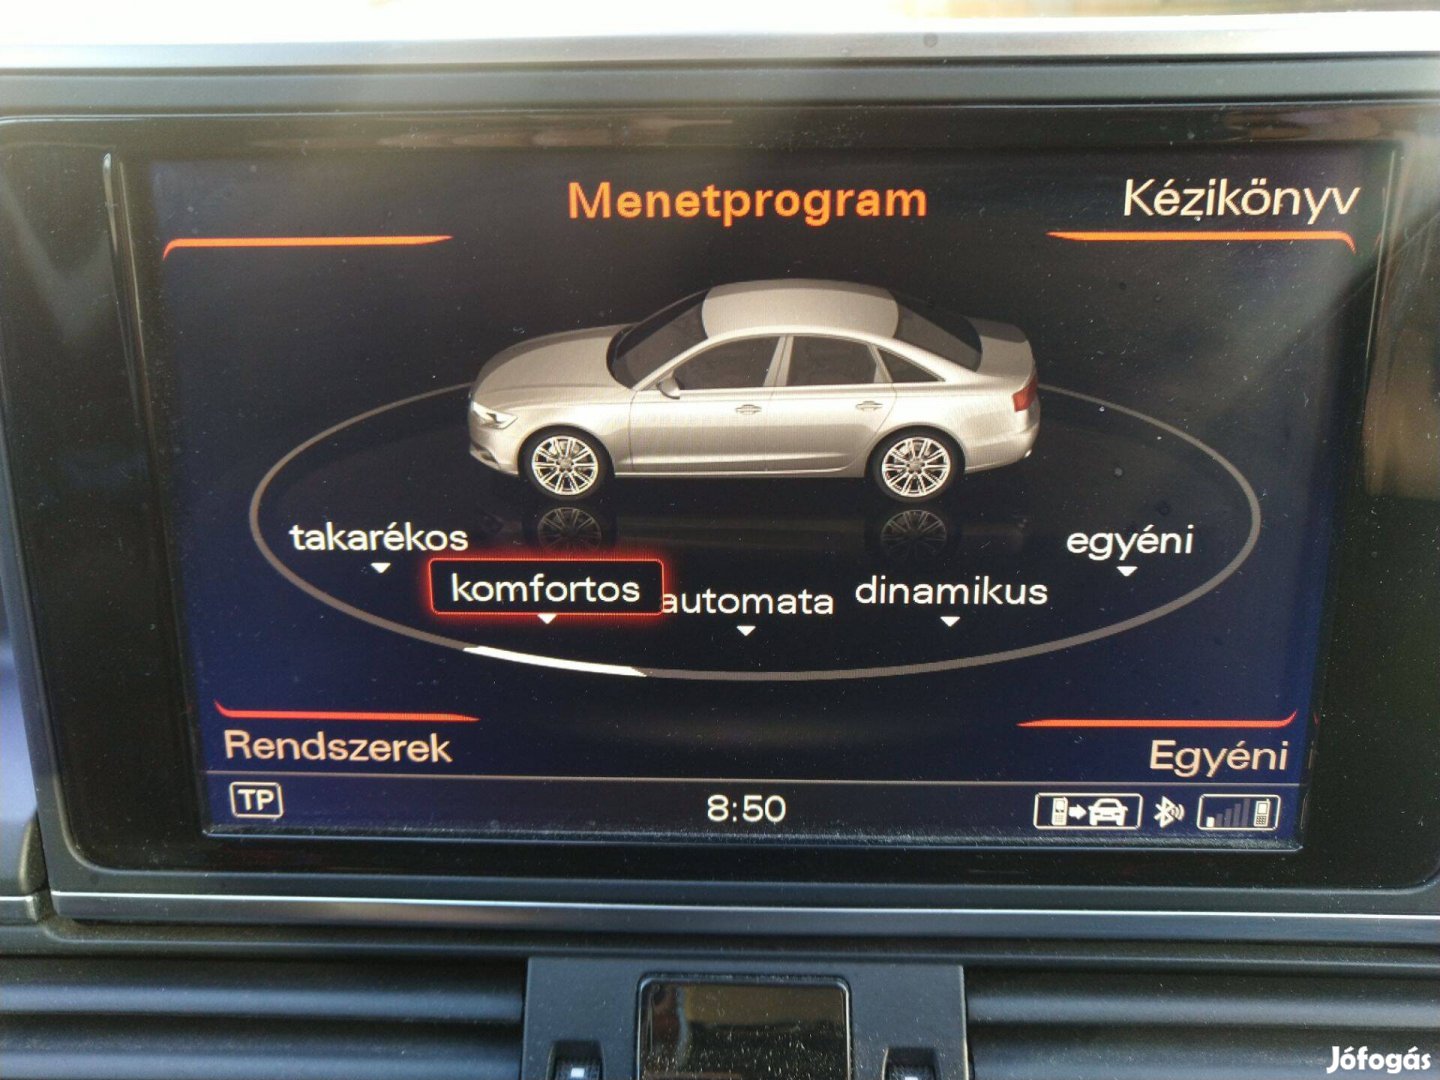 Menetprogram
Kézikönyv
takarékos
komfortos
automata
dinamikus
egyéni
Rendszerek
Egyéni
TP
8:50
Jófogás